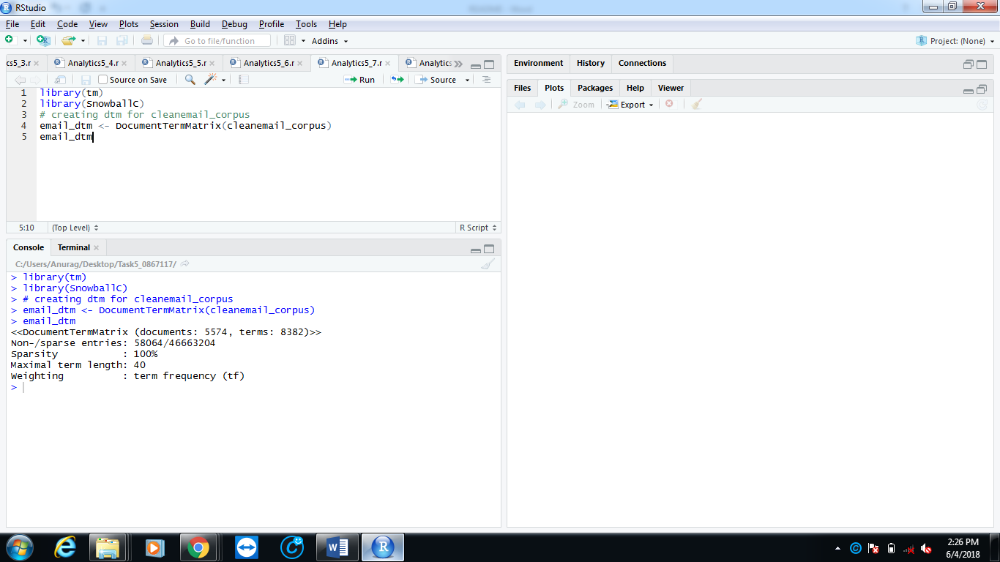 RStudio
File Edit Code View Plots Session Build Debug Profile Tools Help
Go to file/function Addins Project: (None)
cs5_3.r Analytics5_4.r Analytics5_5.r Analytics5_6.r Analytics5_7.r Analytics
Source on Save Run Source
1 library(tm)
2 library(SnowballC)
3 # creating dtm for cleanemail_corpus
4 email_dtm <- DocumentTermMatrix(cleanemail_corpus)
5 email_dtm
5:10 (Top Level) R Script
Console Terminal
C:/Users/Anurag/Desktop/Task5_0867117/
> library(tm)
> library(SnowballC)
> # creating dtm for cleanemail_corpus
> email_dtm <- DocumentTermMatrix(cleanemail_corpus)
> email_dtm
<<DocumentTermMatrix (documents: 5574, terms: 8382)>>
Non-/sparse entries: 58064/46663204
Sparsity           : 100%
Maximal term length: 40
Weighting          : term frequency (tf)
>
Environment History Connections
Files Plots Packages Help Viewer
Zoom Export
2:26 PM
6/4/2018